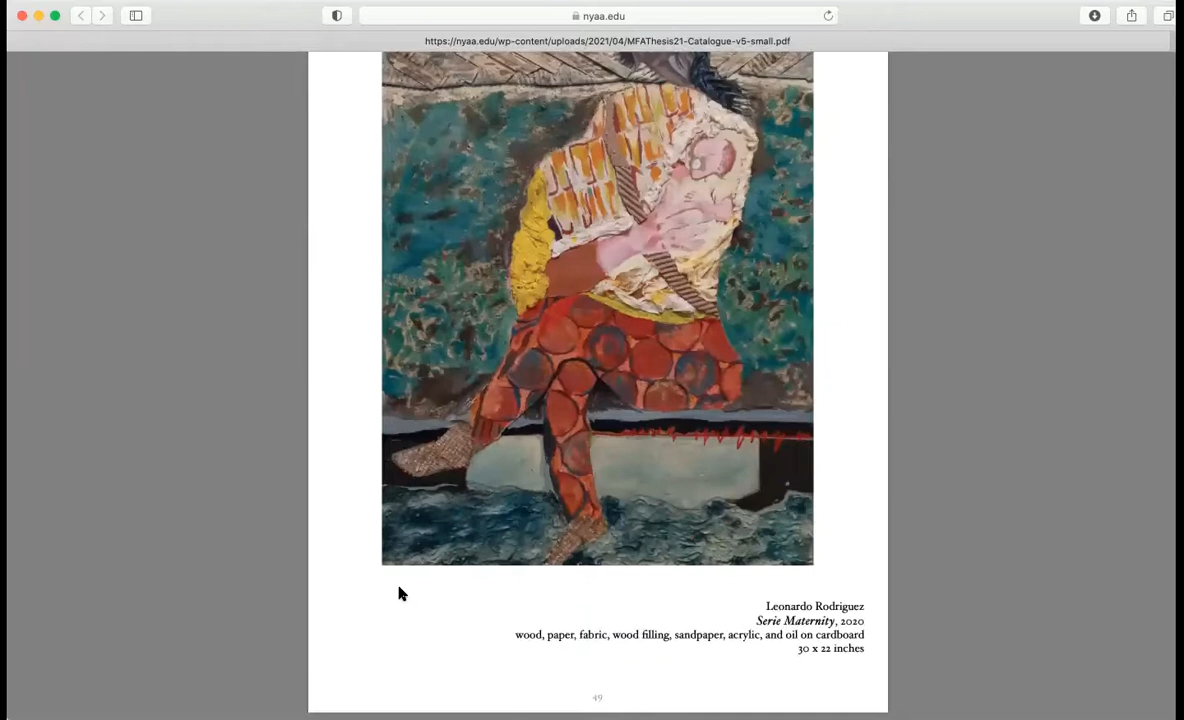 nyaa.edu
https://nyaa.edu/wp-content/uploads/2021/04/MFAThesis21-Catalogue-v5-small.pdf
Leonardo Rodriguez
Serie Maternity, 2020
wood, paper, fabric, wood filling, sandpaper, acrylic, and oil on cardboard
30 x 22 inches
49